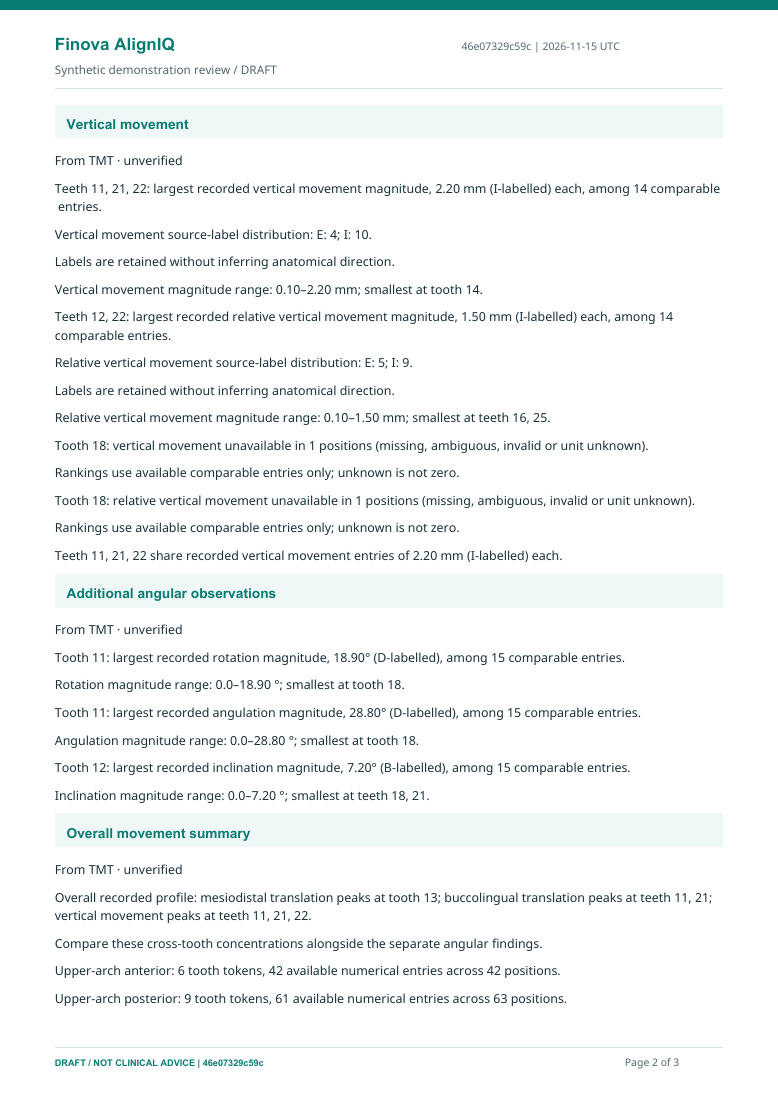 Finova AlignIQ
46e07329c59c | 2026-11-15 UTC
Synthetic demonstration review / DRAFT
Vertical movement
From TMT · unverified
Teeth 11, 21, 22: largest recorded vertical movement magnitude, 2.20 mm (I-labelled) each, among 14 comparable
entries.
Vertical movement source-label distribution: E: 4; I: 10.
Labels are retained without inferring anatomical direction.
Vertical movement magnitude range: 0.10–2.20 mm; smallest at tooth 14.
Teeth 12, 22: largest recorded relative vertical movement magnitude, 1.50 mm (I-labelled) each, among 14
comparable entries.
Relative vertical movement source-label distribution: E: 5; I: 9.
Labels are retained without inferring anatomical direction.
Relative vertical movement magnitude range: 0.10–1.50 mm; smallest at teeth 16, 25.
Tooth 18: vertical movement unavailable in 1 positions (missing, ambiguous, invalid or unit unknown).
Rankings use available comparable entries only; unknown is not zero.
Tooth 18: relative vertical movement unavailable in 1 positions (missing, ambiguous, invalid or unit unknown).
Rankings use available comparable entries only; unknown is not zero.
Teeth 11, 21, 22 share recorded vertical movement entries of 2.20 mm (I-labelled) each.
Additional angular observations
From TMT · unverified
Tooth 11: largest recorded rotation magnitude, 18.90° (D-labelled), among 15 comparable entries.
Rotation magnitude range: 0.0–18.90 °; smallest at tooth 18.
Tooth 11: largest recorded angulation magnitude, 28.80° (D-labelled), among 15 comparable entries.
Angulation magnitude range: 0.0–28.80 °; smallest at tooth 18.
Tooth 12: largest recorded inclination magnitude, 7.20° (B-labelled), among 15 comparable entries.
Inclination magnitude range: 0.0–7.20 °; smallest at teeth 18, 21.
Overall movement summary
From TMT · unverified
Overall recorded profile: mesiodistal translation peaks at tooth 13; buccolingual translation peaks at teeth 11, 21;
vertical movement peaks at teeth 11, 21, 22.
Compare these cross-tooth concentrations alongside the separate angular findings.
Upper-arch anterior: 6 tooth tokens, 42 available numerical entries across 42 positions.
Upper-arch posterior: 9 tooth tokens, 61 available numerical entries across 63 positions.
DRAFT / NOT CLINICAL ADVICE | 46e07329c59c
Page 2 of 3